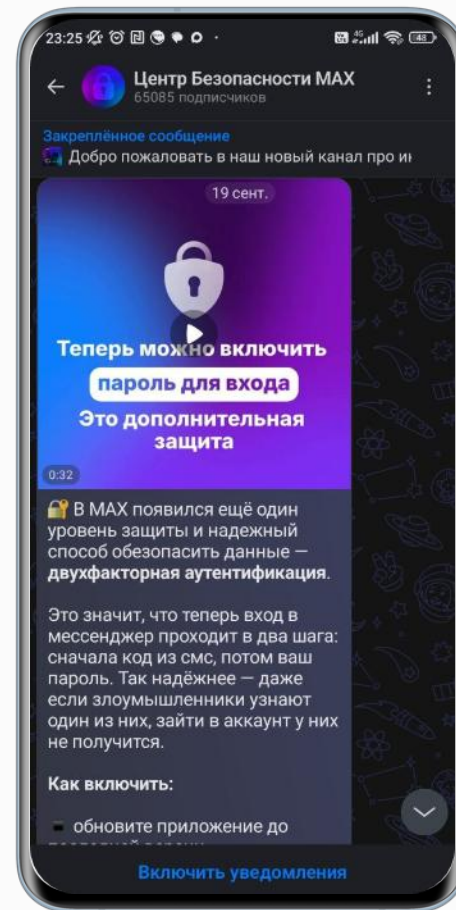 23:25
4G
48
Центр Безопасности MAX
65085 подписчиков
Закреплённое сообщение
Добро пожаловать в наш новый канал про ин
19 сент.
Теперь можно включить
пароль для входа
Это дополнительная
защита
0:32
В MAX появился ещё один
уровень защиты и надежный
способ обезопасить данные —
двухфакторная аутентификация.
Это значит, что теперь вход в
мессенджер проходит в два шага:
сначала код из смс, потом ваш
пароль. Так надёжнее — даже
если злоумышленники узнают
один из них, зайти в аккаунт у них
не получится.
Как включить:
обновите приложение до
Включить уведомления